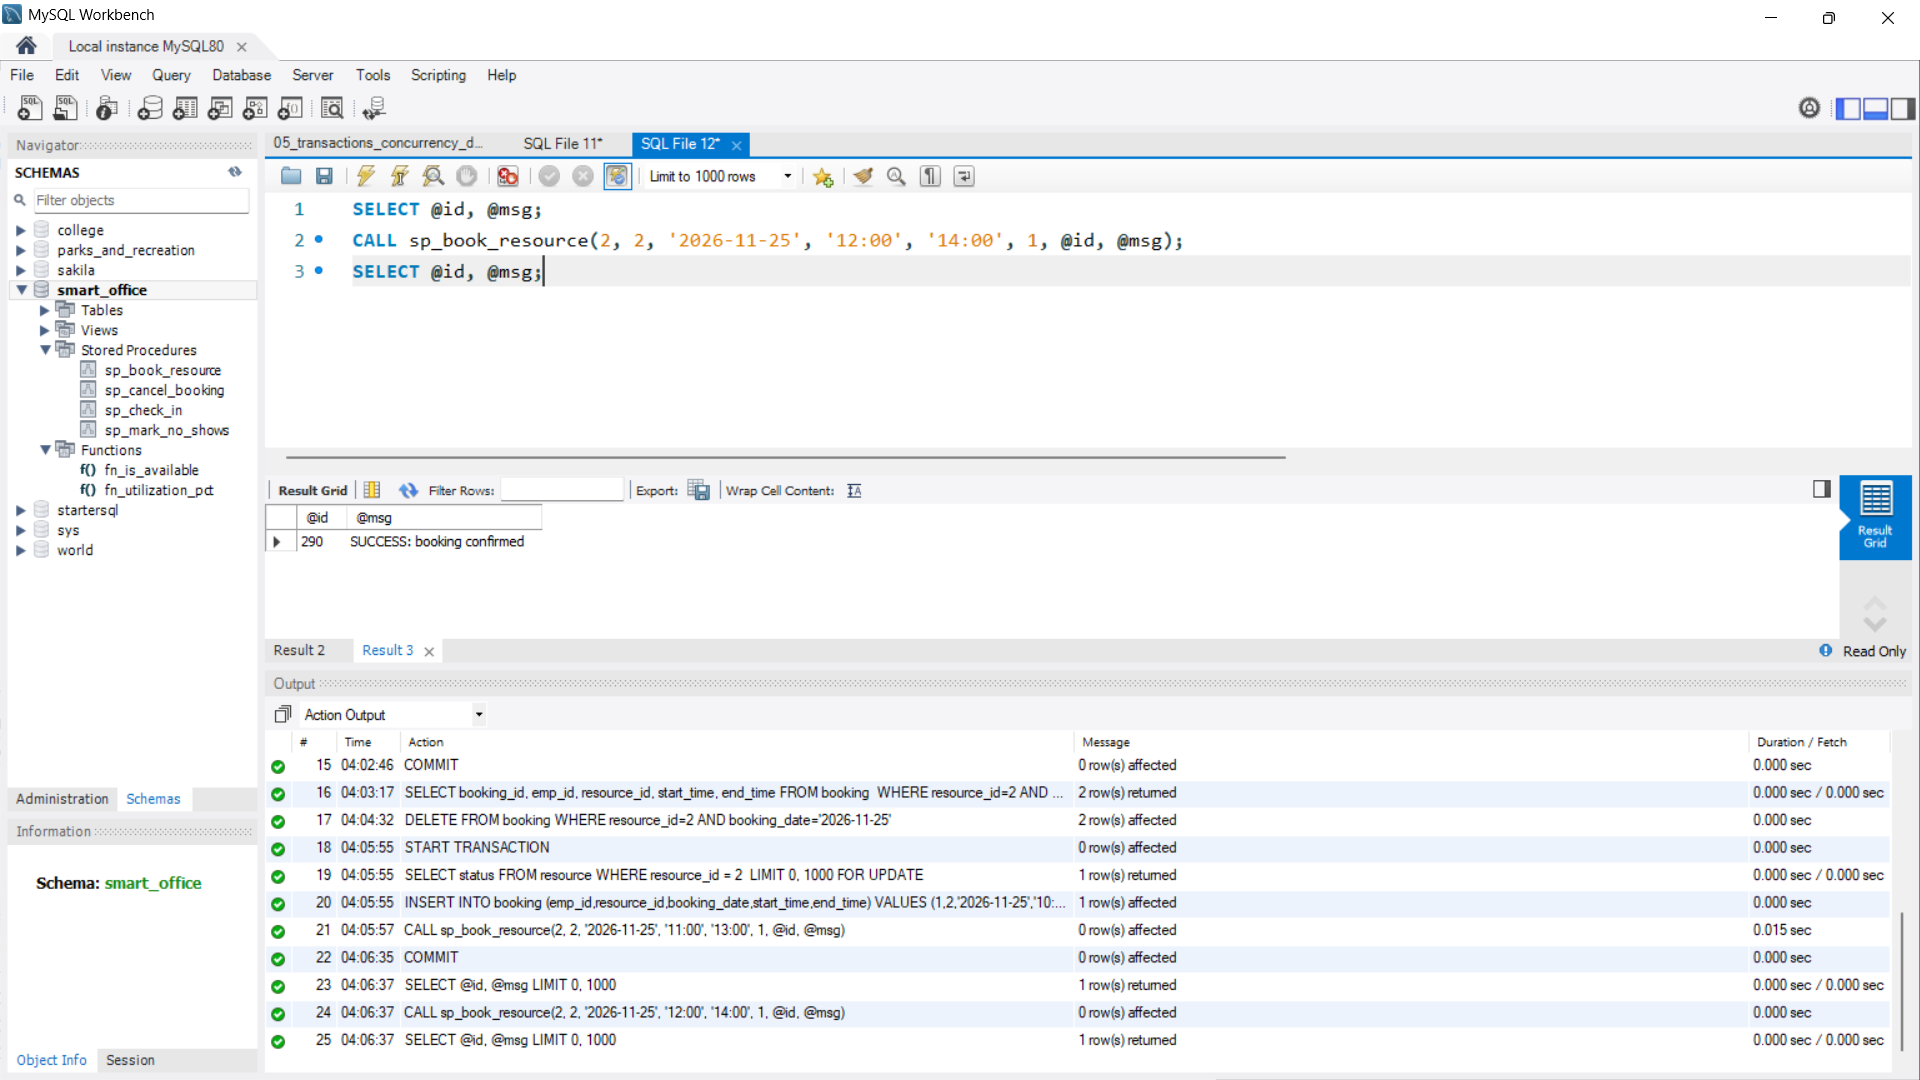 MySQL Workbench
Local instance MySQL80
File Edit View Query Database Server Tools Scripting Help
Navigator
SCHEMAS
Filter objects
college
parks_and_recreation
sakila
smart_office
Tables
Views
Stored Procedures
sp_book_resource
sp_cancel_booking
sp_check_in
sp_mark_no_shows
Functions
f() fn_is_available
f() fn_utilization_pct
startersql
sys
world
Administration Schemas
Information
Schema: smart_office
Object Info Session
05_transactions_concurrency_d... SQL File 11* SQL File 12*
Limit to 1000 rows
1 SELECT @id, @msg;
2 CALL sp_book_resource(2, 2, '2026-11-25', '12:00', '14:00', 1, @id, @msg);
3 SELECT @id, @msg;
Result Grid Filter Rows: Export: Wrap Cell Content:
@id @msg
290 SUCCESS: booking confirmed
Result
Grid
Result 2 Result 3 Read Only
Output
Action Output
# Time Action Message Duration / Fetch
15 04:02:46 COMMIT 0 row(s) affected 0.000 sec
16 04:03:17 SELECT booking_id, emp_id, resource_id, start_time, end_time FROM booking WHERE resource_id=2 AND ... 2 row(s) returned 0.000 sec / 0.000 sec
17 04:04:32 DELETE FROM booking WHERE resource_id=2 AND booking_date='2026-11-25' 2 row(s) affected 0.000 sec
18 04:05:55 START TRANSACTION 0 row(s) affected 0.000 sec
19 04:05:55 SELECT status FROM resource WHERE resource_id = 2 LIMIT 0, 1000 FOR UPDATE 1 row(s) returned 0.000 sec / 0.000 sec
20 04:05:55 INSERT INTO booking (emp_id,resource_id,booking_date,start_time,end_time) VALUES (1,2,'2026-11-25','10:... 1 row(s) affected 0.000 sec
21 04:05:57 CALL sp_book_resource(2, 2, '2026-11-25', '11:00', '13:00', 1, @id, @msg) 0 row(s) affected 0.015 sec
22 04:06:35 COMMIT 0 row(s) affected 0.000 sec
23 04:06:37 SELECT @id, @msg LIMIT 0, 1000 1 row(s) returned 0.000 sec / 0.000 sec
24 04:06:37 CALL sp_book_resource(2, 2, '2026-11-25', '12:00', '14:00', 1, @id, @msg) 0 row(s) affected 0.000 sec
25 04:06:37 SELECT @id, @msg LIMIT 0, 1000 1 row(s) returned 0.000 sec / 0.000 sec